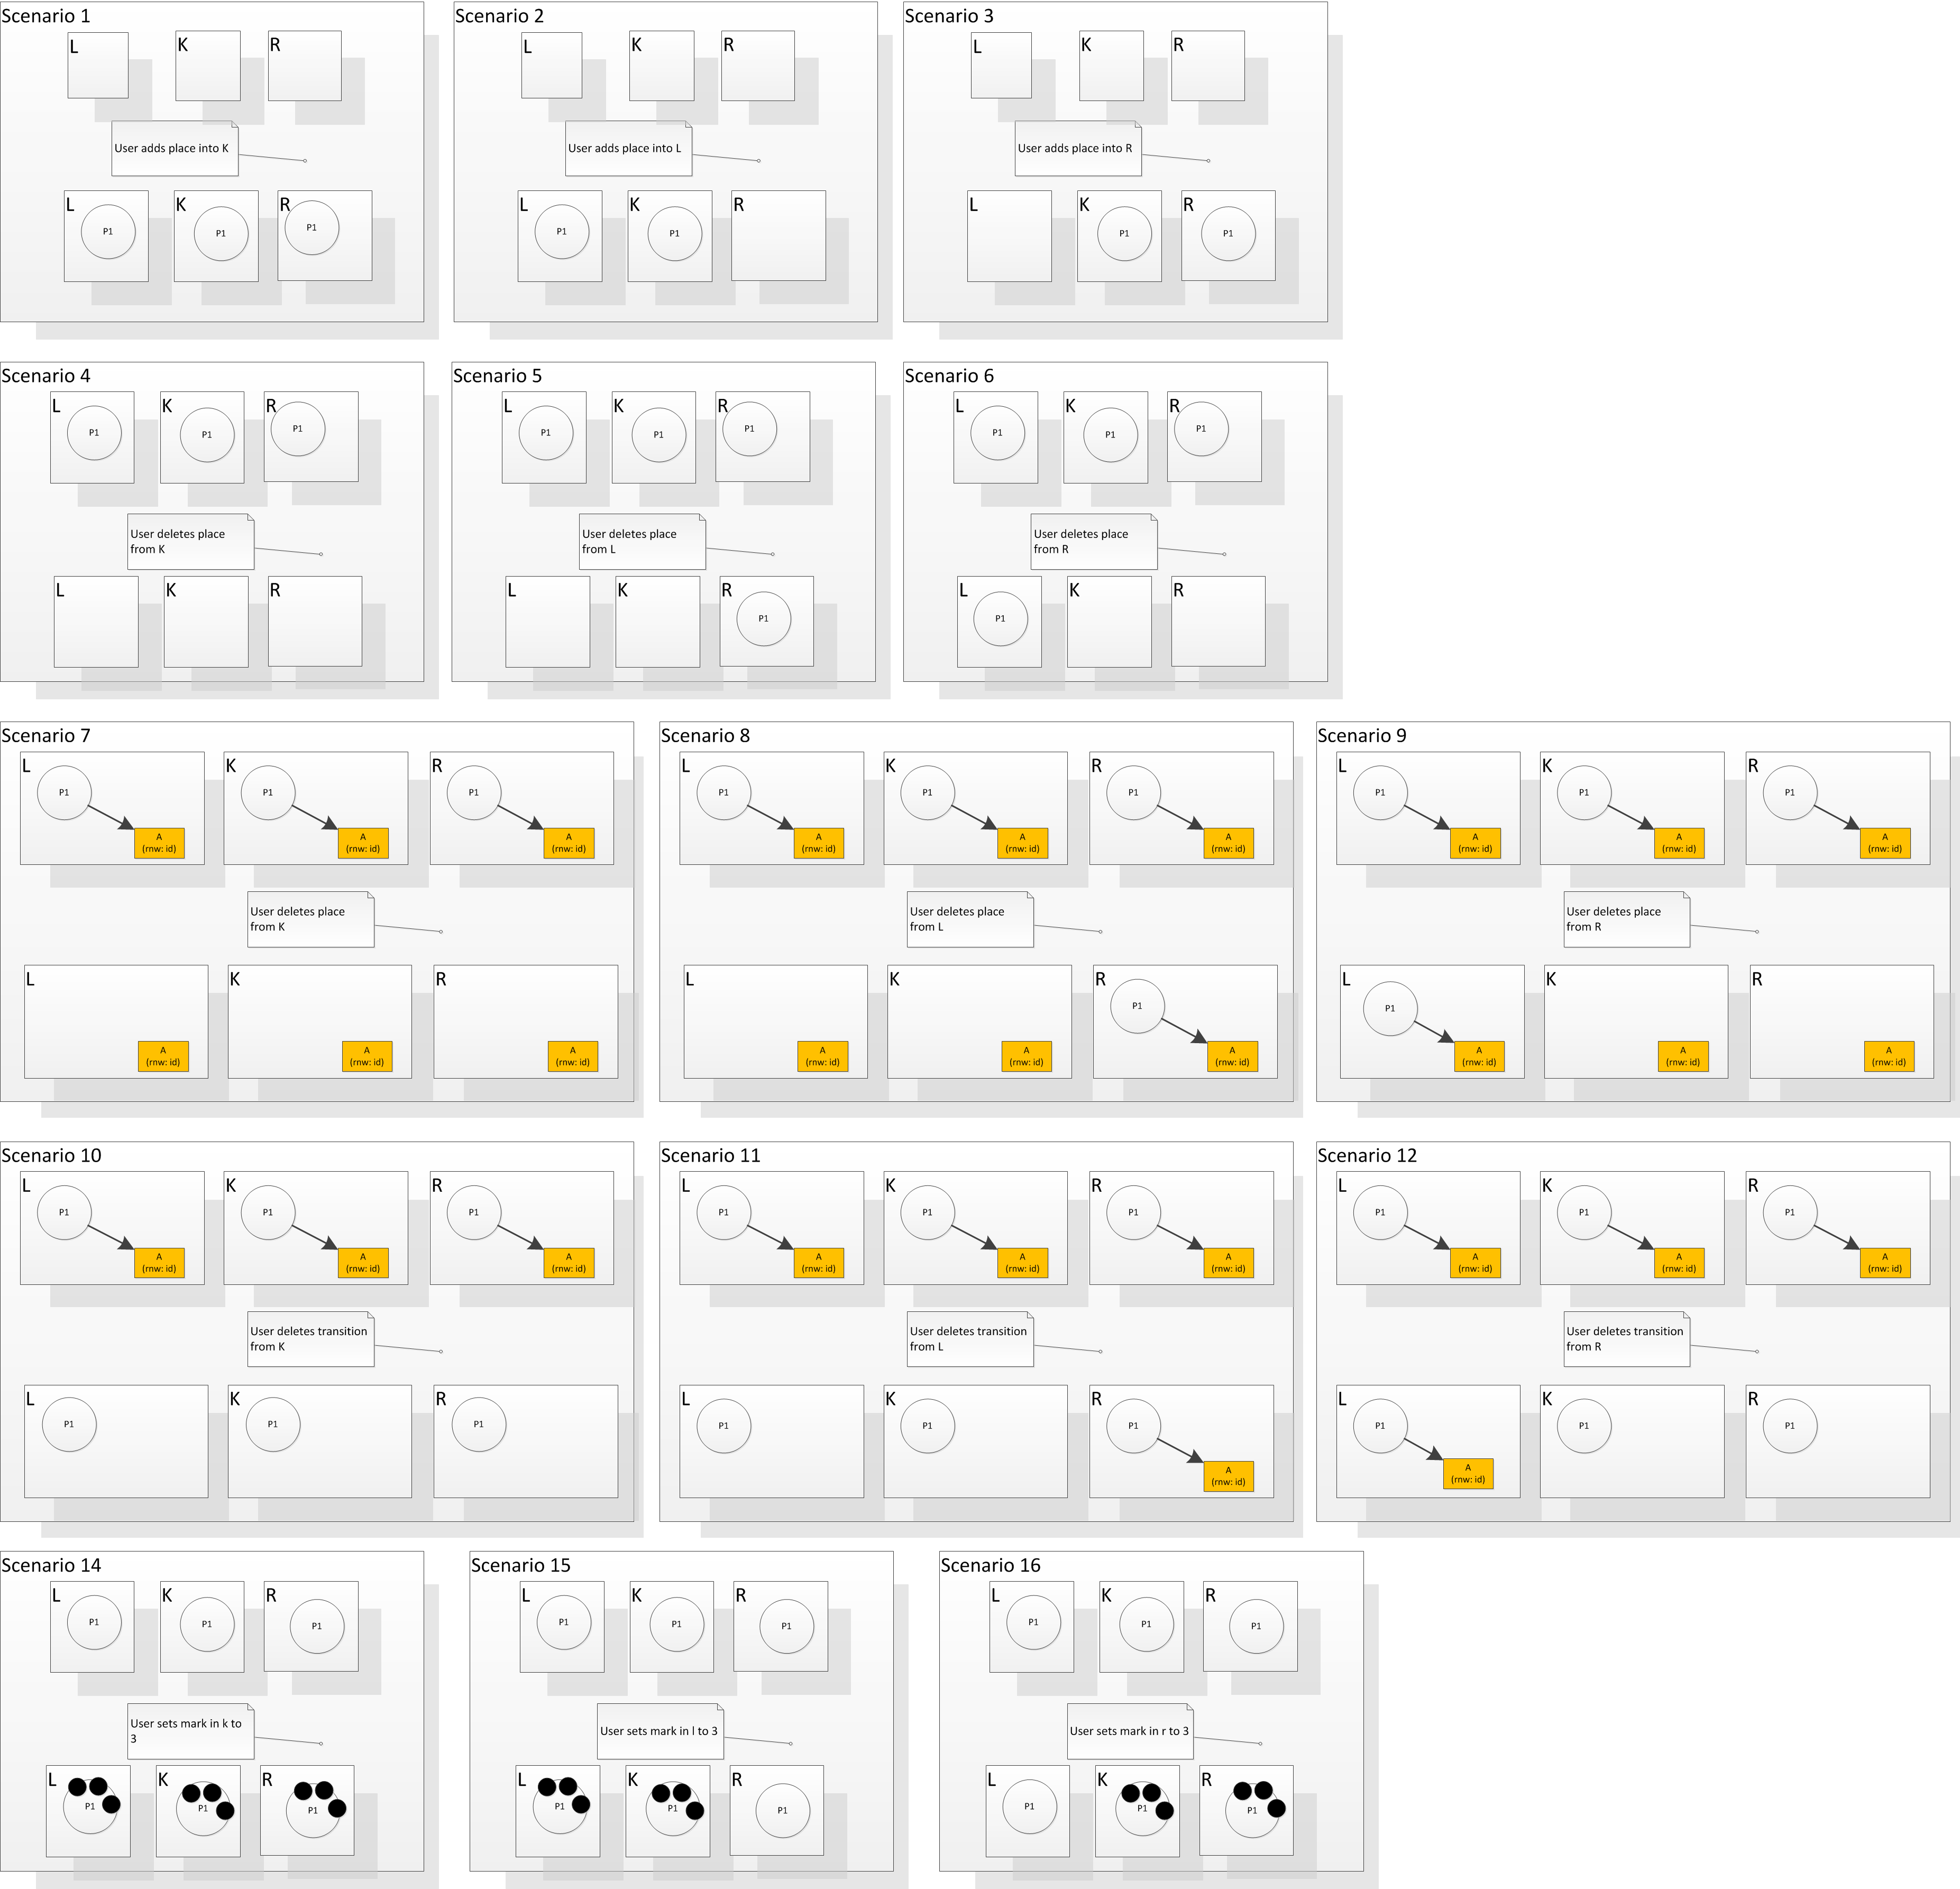 Scenario 1
L
K
R
User adds place into K
L
P1
K
P1
R
P1
Scenario 2
L
K
R
User adds place into L
L
P1
K
P1
R
Scenario 3
L
K
R
User adds place into R
L
K
P1
R
P1
Scenario 4
L
P1
K
P1
R
P1
User deletes place
from K
L
K
R
Scenario 5
L
P1
K
P1
R
P1
User deletes place
from L
L
K
R
P1
Scenario 6
L
P1
K
P1
R
P1
User deletes place
from R
L
P1
K
R
Scenario 7
L
P1
A
(rnw: id)
K
P1
A
(rnw: id)
R
P1
A
(rnw: id)
User deletes place
from K
L
A
(rnw: id)
K
A
(rnw: id)
R
A
(rnw: id)
Scenario 8
L
P1
A
(rnw: id)
K
P1
A
(rnw: id)
R
P1
A
(rnw: id)
User deletes place
from L
L
A
(rnw: id)
K
A
(rnw: id)
R
P1
A
(rnw: id)
Scenario 9
L
P1
A
(rnw: id)
K
P1
A
(rnw: id)
R
P1
A
(rnw: id)
User deletes place
from R
L
P1
A
(rnw: id)
K
A
(rnw: id)
R
A
(rnw: id)
Scenario 10
L
P1
A
(rnw: id)
K
P1
A
(rnw: id)
R
P1
A
(rnw: id)
User deletes transition
from K
L
P1
K
P1
R
P1
Scenario 11
L
P1
A
(rnw: id)
K
P1
A
(rnw: id)
R
P1
A
(rnw: id)
User deletes transition
from L
L
P1
K
P1
R
P1
A
(rnw: id)
Scenario 12
L
P1
A
(rnw: id)
K
P1
A
(rnw: id)
R
P1
A
(rnw: id)
User deletes transition
from R
L
P1
A
(rnw: id)
K
P1
R
P1
Scenario 14
L
P1
K
P1
R
P1
User sets mark in k to
3
L
P1
K
P1
R
P1
Scenario 15
L
P1
K
P1
R
P1
User sets mark in l to 3
L
P1
K
P1
R
P1
Scenario 16
L
P1
K
P1
R
P1
User sets mark in r to 3
L
P1
K
P1
R
P1